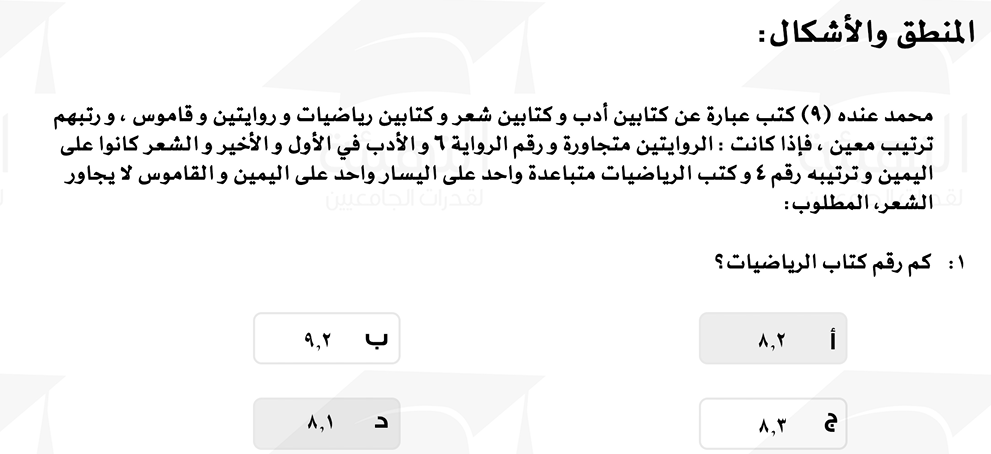 المنطق والأشكال:
محمد عنده (٩) كتب عبارة عن كتابين أدب و كتابين شعر و كتابين رياضيات و روايتين و قاموس ، و رتبهم
ترتيب معين ، فإذا كانت : الروايتين متجاورة و رقم الرواية ٦ و الأدب في الأول و الأخير و الشعر كانوا على
اليمين و ترتيبه رقم ٤ و كتب الرياضيات متباعدة واحد على اليسار واحد على اليمين و القاموس لا يجاور
الشعر، المطلوب:
١: كم رقم كتاب الرياضيات؟
أ ٨,٢
ب ٩,٢
ج ٨,٣
د ٨,١
لقدرات الجامعيين